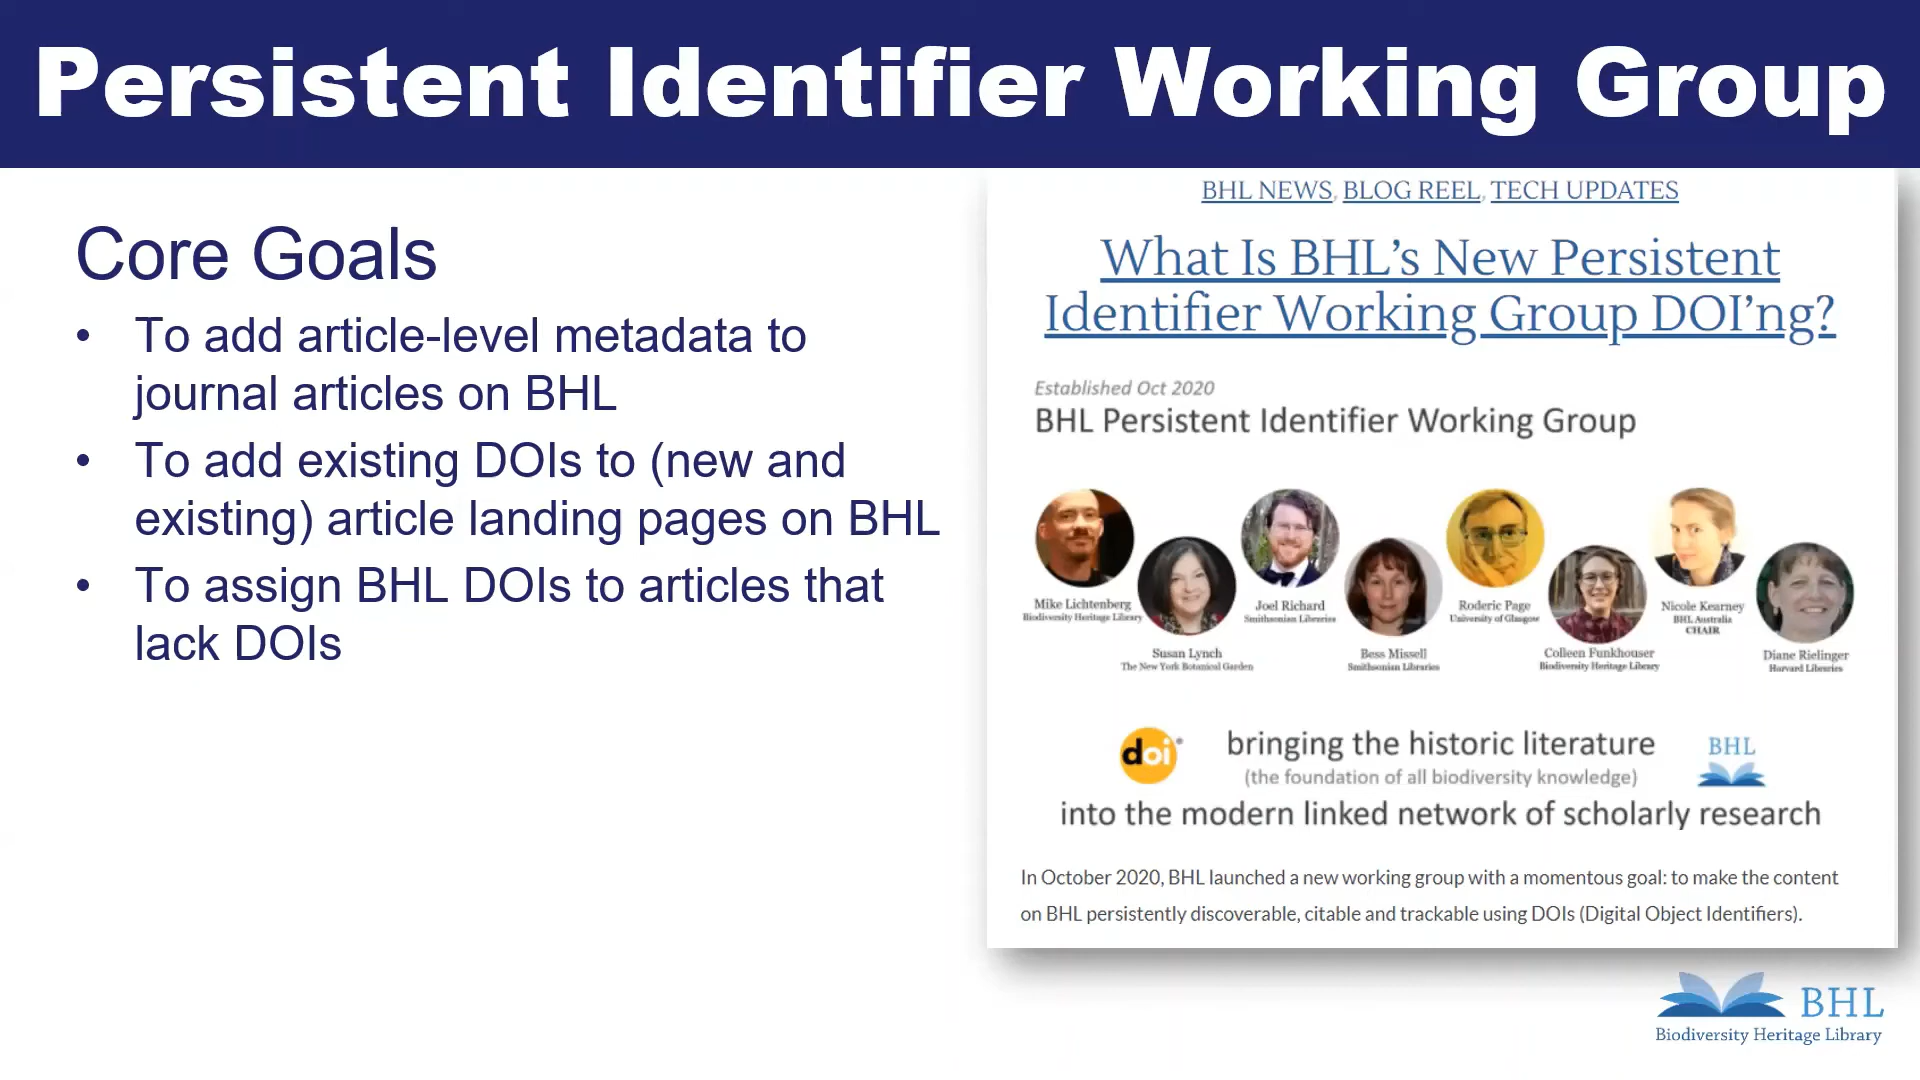 Persistent Identifier Working Group
Core Goals
• To add article-level metadata to
journal articles on BHL
• To add existing DOIs to (new and
existing) article landing pages on BHL
• To assign BHL DOIs to articles that
lack DOIs
BHL NEWS, BLOG REEL, TECH UPDATES
What Is BHL’s New Persistent
Identifier Working Group DOI’ng?
Established Oct 2020
BHL Persistent Identifier Working Group
Mike Lichtenberg
Biodiversity Heritage Library
Susan Lynch
The New York Botanical Garden
Joel Richard
Smithsonian Libraries
Bess Missell
Smithsonian Libraries
Roderic Page
University of Glasgow
Colleen Funkhouser
Biodiversity Heritage Library
Nicole Kearney
BHL Australia
CHAIR
Diane Rielinger
Harvard Libraries
doi®
bringing the historic literature
BHL
(the foundation of all biodiversity knowledge)
into the modern linked network of scholarly research
In October 2020, BHL launched a new working group with a momentous goal: to make the content
on BHL persistently discoverable, citable and trackable using DOIs (Digital Object Identifiers).
BHL
Biodiversity Heritage Library